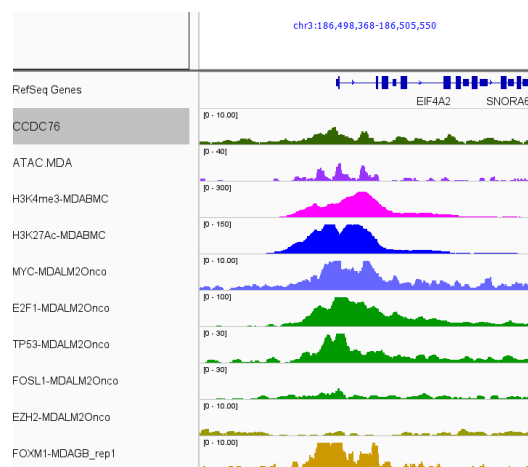 chr3:186,498,368-186,505,550
RefSeq Genes
EIF4A2 SNORA6
CCDC76
[0 - 10.00]
ATAC.MDA
[0 - 40]
H3K4me3-MDABMC
[0 - 300]
H3K27Ac-MDABMC
[0 - 150]
MYC-MDALM2Onco
[0 - 10.00]
E2F1-MDALM2Onco
[0 - 100]
TP53-MDALM2Onco
[0 - 30]
FOSL1-MDALM2Onco
[0 - 30]
EZH2-MDALM2Onco
[0 - 10.00]
FOXM1-MDAGB_rep1
[0 - 10.00]